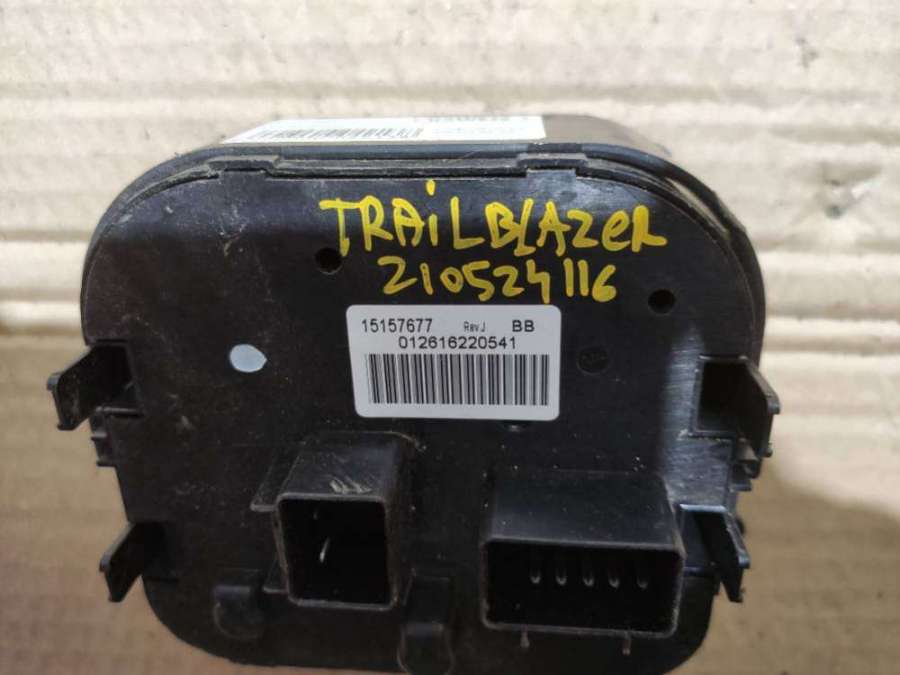 TRAiLBLAZeR
210524116
15157677 RevJ BB
012616220541